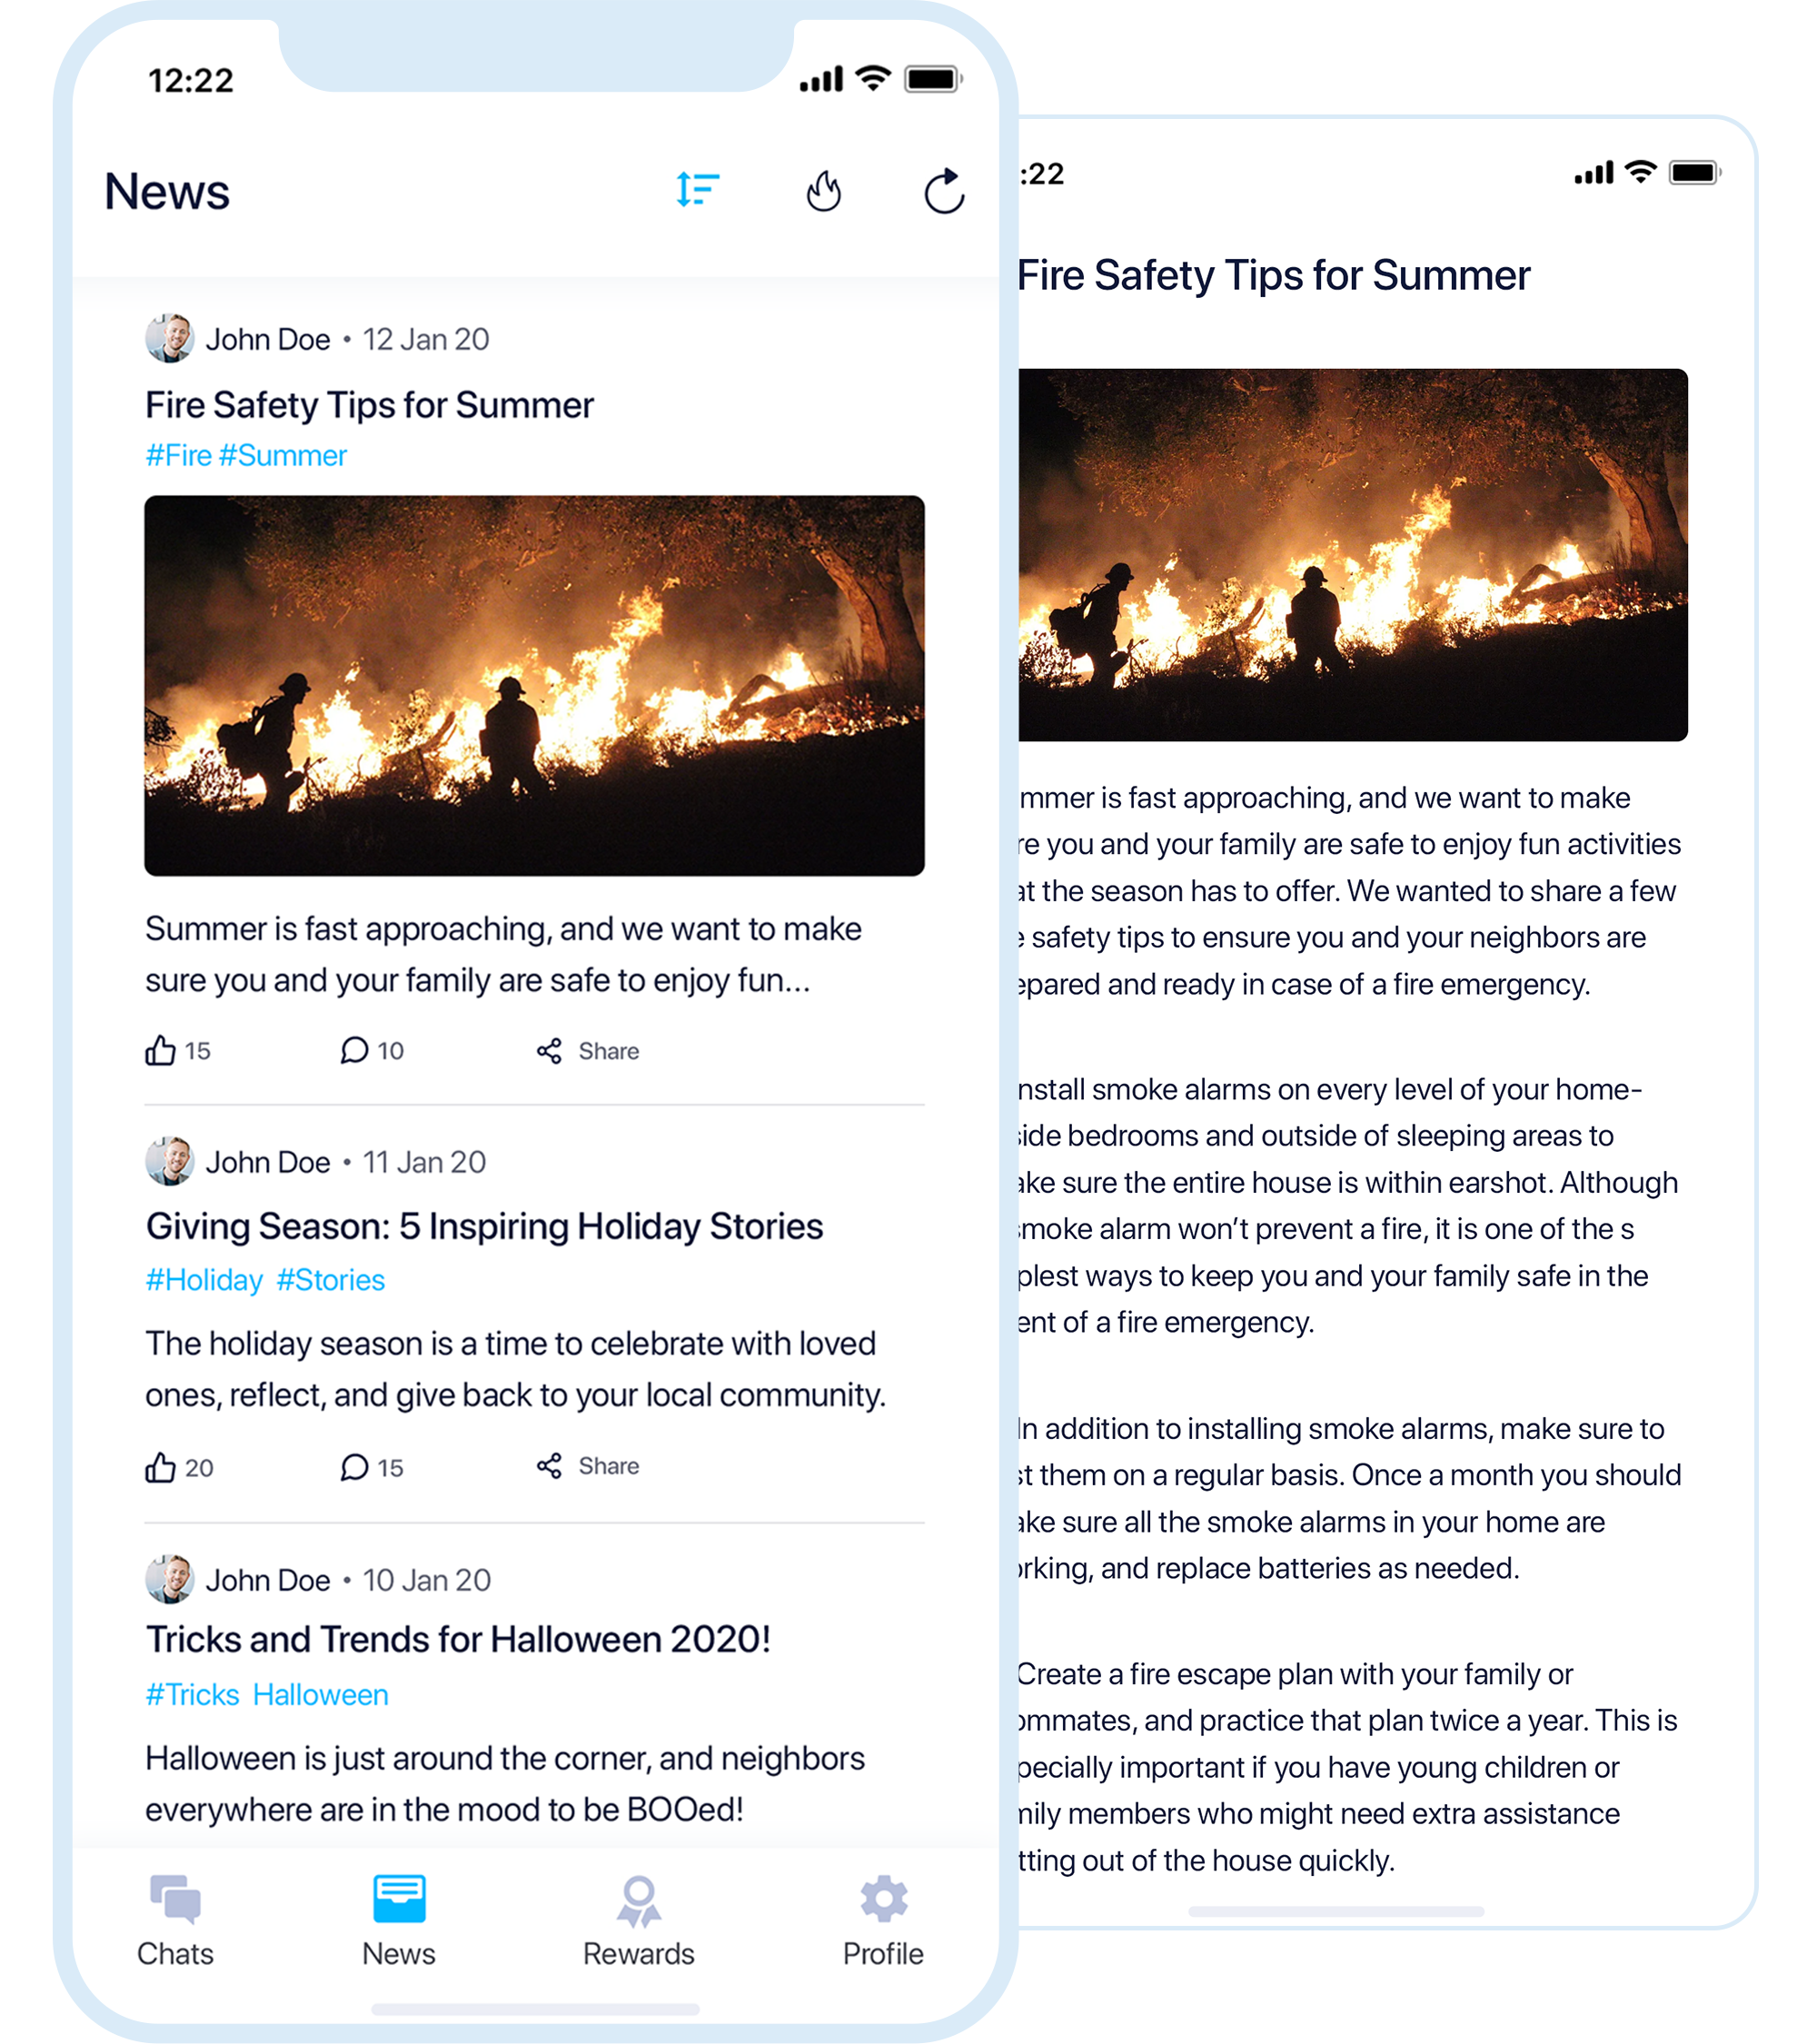 12:22
News
John Doe • 12 Jan 20
Fire Safety Tips for Summer
#Fire #Summer
Summer is fast approaching, and we want to make
sure you and your family are safe to enjoy fun...
15 10 Share
John Doe • 11 Jan 20
Giving Season: 5 Inspiring Holiday Stories
#Holiday #Stories
The holiday season is a time to celebrate with loved
ones, reflect, and give back to your local community.
20 15 Share
John Doe • 10 Jan 20
Tricks and Trends for Halloween 2020!
#Tricks Halloween
Halloween is just around the corner, and neighbors
everywhere are in the mood to be BOOed!
Chats News Rewards Profile
:22
Fire Safety Tips for Summer
mmer is fast approaching, and we want to make
re you and your family are safe to enjoy fun activities
at the season has to offer. We wanted to share a few
e safety tips to ensure you and your neighbors are
epared and ready in case of a fire emergency.
nstall smoke alarms on every level of your home-
side bedrooms and outside of sleeping areas to
ake sure the entire house is within earshot. Although
smoke alarm won’t prevent a fire, it is one of the s
plest ways to keep you and your family safe in the
ent of a fire emergency.
In addition to installing smoke alarms, make sure to
st them on a regular basis. Once a month you should
ake sure all the smoke alarms in your home are
orking, and replace batteries as needed.
Create a fire escape plan with your family or
ommates, and practice that plan twice a year. This is
pecially important if you have young children or
mily members who might need extra assistance
tting out of the house quickly.